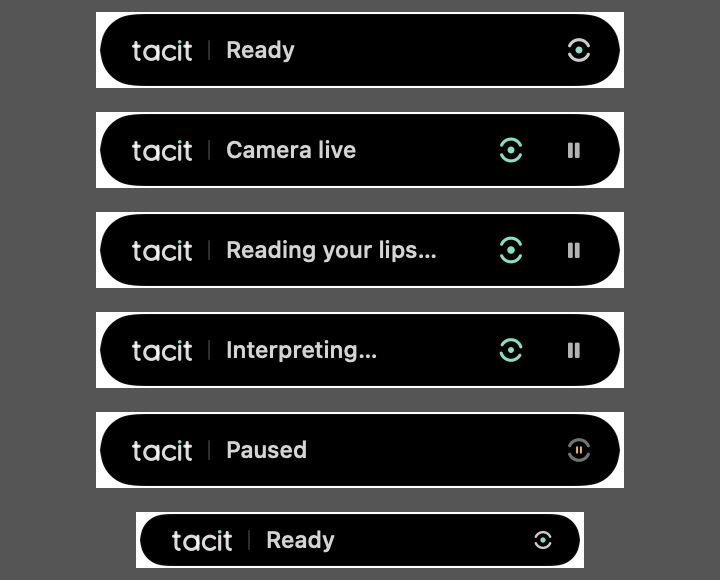 tacit Ready
tacit Camera live
tacit Reading your lips...
tacit Interpreting...
tacit Paused
tacit Ready